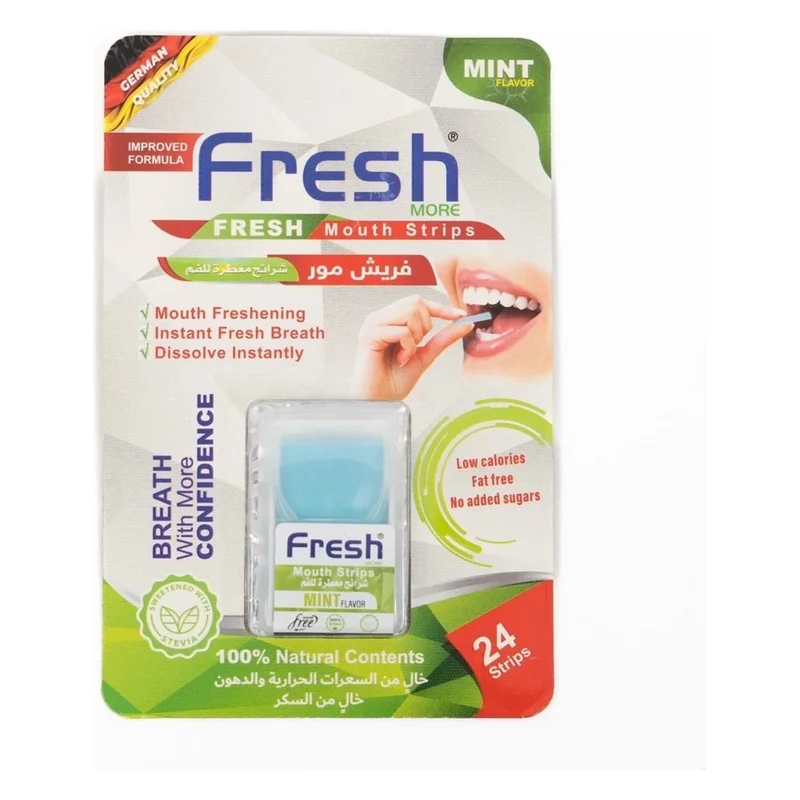 GERMAN
QUALITY
MINT
FLAVOR
IMPROVED
FORMULA
Fresh®
MORE
FRESH Mouth Strips
فريش مور شرائح معطرة للفم
√ Mouth Freshening
√ Instant Fresh Breath
√ Dissolve Instantly
BREATH
With More
CONFIDENCE
Low calories
Fat free
No added sugars
Fresh®
Mouth Strips
شرائح معطرة للفم
MINT FLAVOR
free
SWEETENED WITH
STEVIA
24
Strips
100% Natural Contents
خالٍ من السعرات الحرارية والدهون
خالٍ من السكر